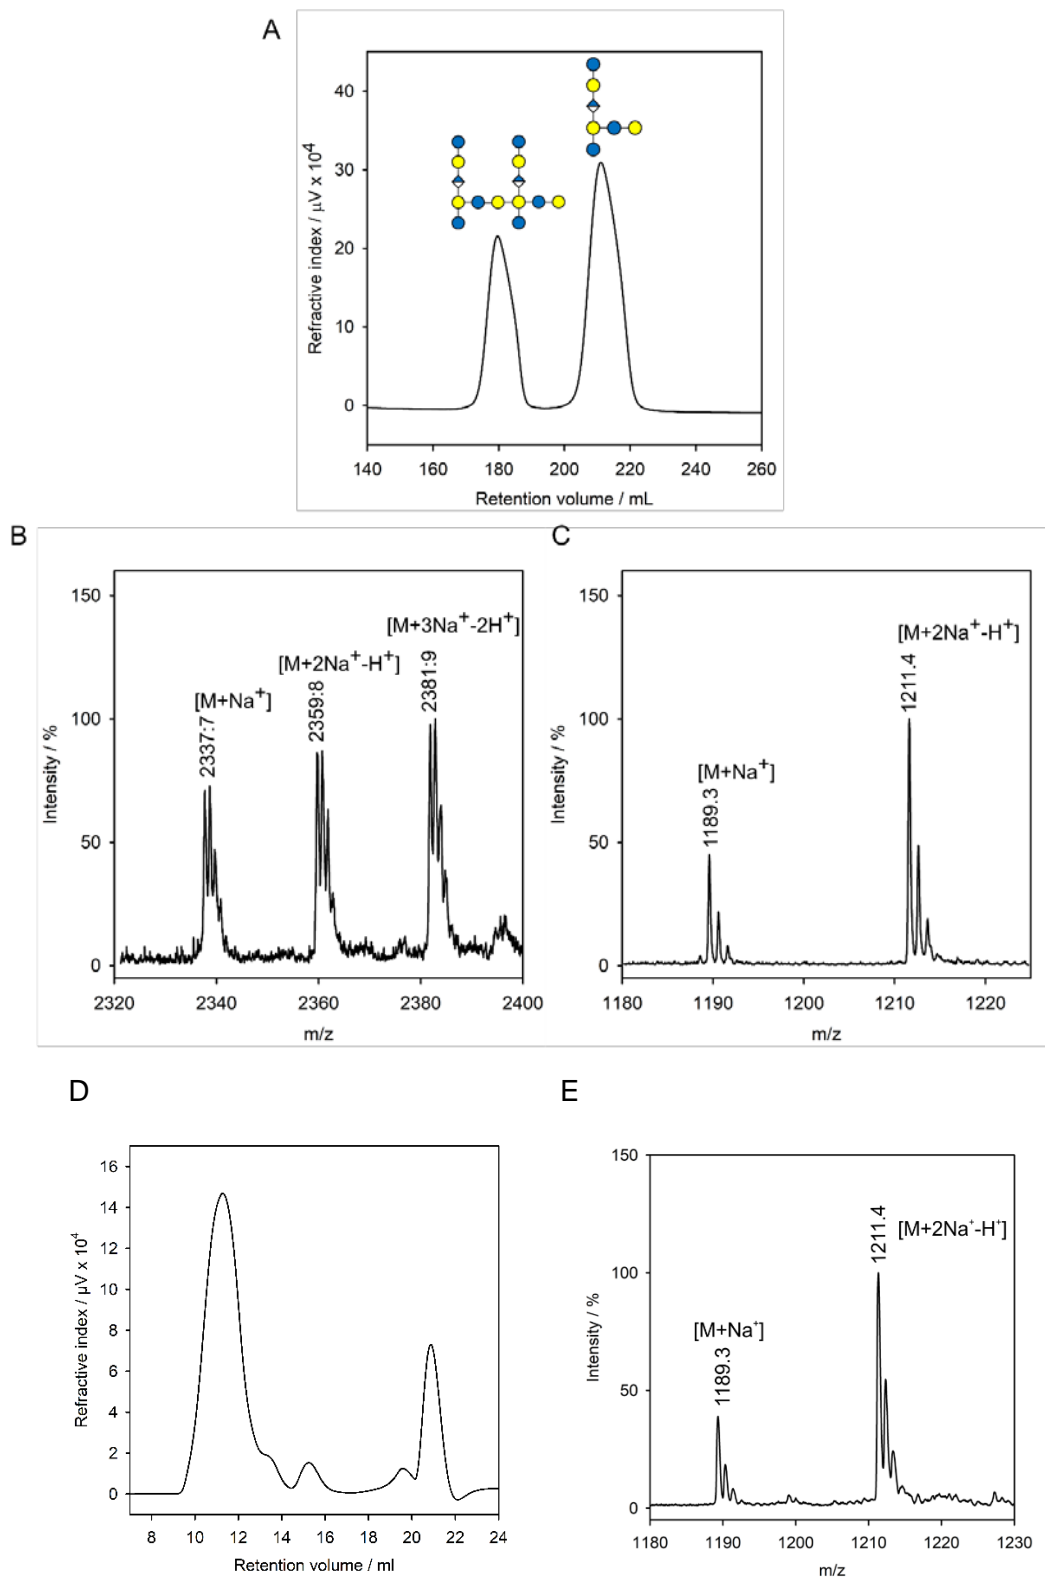 A
Refractive index / µV x 10⁴
40
30
20
10
0
140 160 180 200 220 240 260
Retention volume / mL
B
Intensity / %
150
100
50
0
[M+Na⁺]
2337:7
[M+2Na⁺-H⁺]
2359:8
[M+3Na⁺-2H⁺]
2381:9
2320 2340 2360 2380 2400
m/z
C
Intensity / %
150
100
50
0
[M+Na⁺]
1189.3
[M+2Na⁺-H⁺]
1211.4
1180 1190 1200 1210 1220
m/z
D
Refractive index / µV x 10⁴
16
14
12
10
8
6
4
2
0
8 10 12 14 16 18 20 22 24
Retention volume / ml
E
Intensity / %
150
100
50
0
[M+Na⁺]
1189.3
[M+2Na⁺-H⁺]
1211.4
1180 1190 1200 1210 1220 1230
m/z